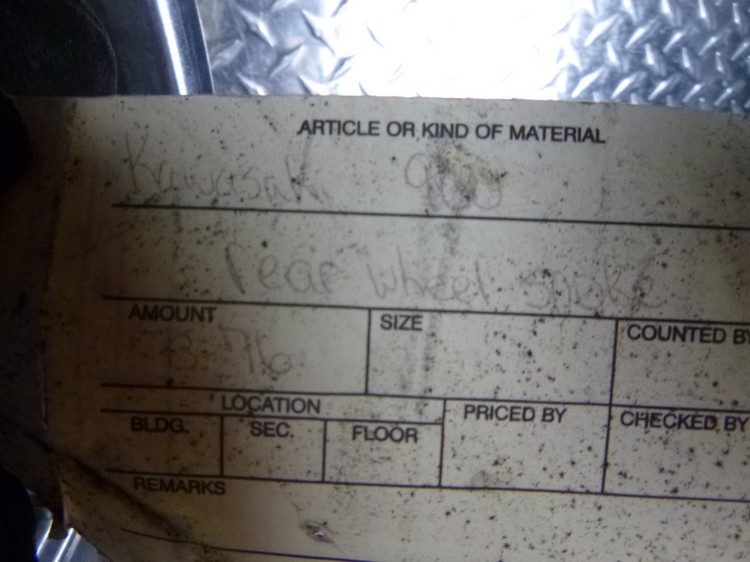 ARTICLE OR KIND OF MATERIAL
Kawasaki 900
rear wheel spoke
AMOUNT
SIZE
COUNTED BY
B-76
LOCATION
PRICED BY
CHECKED BY
BLDG.
SEC.
FLOOR
REMARKS